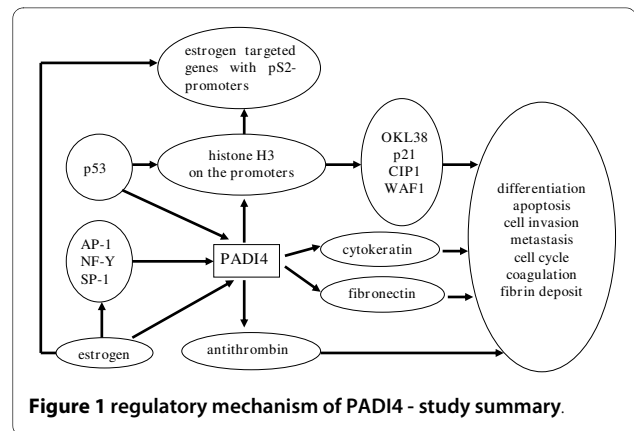 estrogen targeted
genes with pS2-
promoters
p53
histone H3
on the promoters
OKL38
p21
CIP1
WAF1
differentiation
apoptosis
cell invasion
metastasis
cell cycle
coagulation
fibrin deposit
AP-1
NF-Y
SP-1
PADI4
cytokeratin
fibronectin
estrogen
antithrombin
Figure 1 regulatory mechanism of PADI4 - study summary.